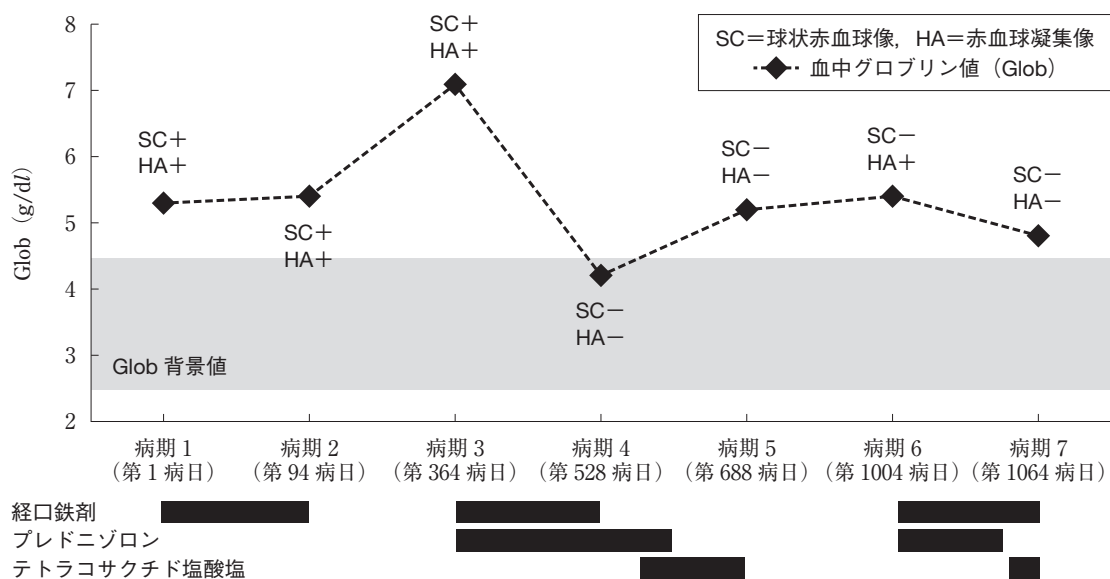 8
7
6
5
4
3
2
Glob（g/dl）
SC＝球状赤血球像，HA＝赤血球凝集像
血中グロブリン値（Glob）
SC＋
HA＋
SC＋
HA＋
SC＋
HA＋
SC－
HA－
SC－
HA－
SC－
HA＋
SC－
HA－
Glob 背景値
病期 1
（第 1 病日）
病期 2
（第 94 病日）
病期 3
（第 364 病日）
病期 4
（第 528 病日）
病期 5
（第 688 病日）
病期 6
（第 1004 病日）
病期 7
（第 1064 病日）
経口鉄剤
プレドニゾロン
テトラコサクチド塩酸塩